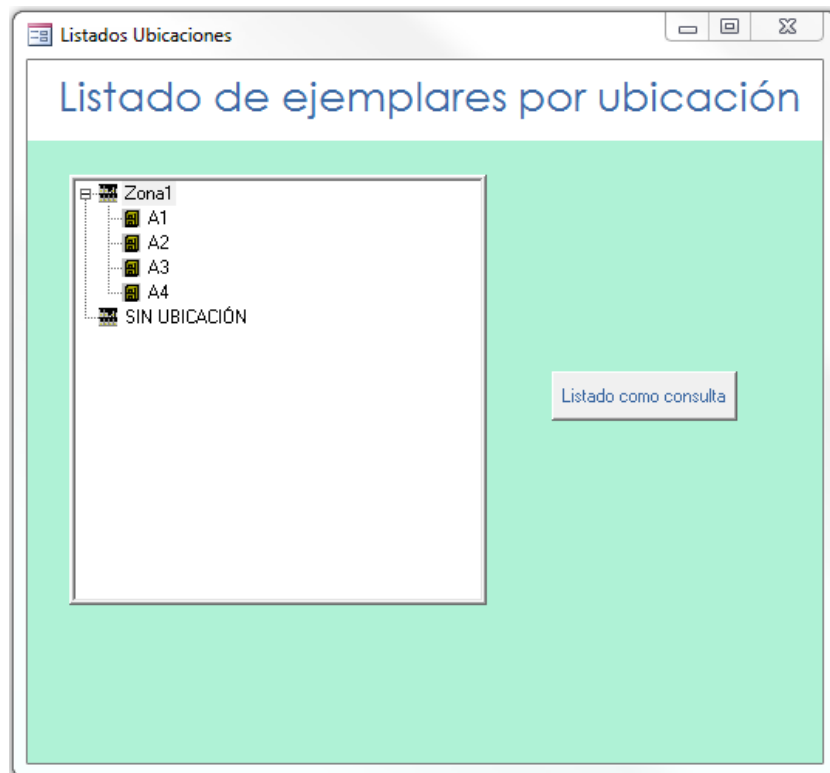 Listados Ubicaciones
Listado de ejemplares por ubicación
Zona1
A1
A2
A3
A4
SIN UBICACIÓN
Listado como consulta